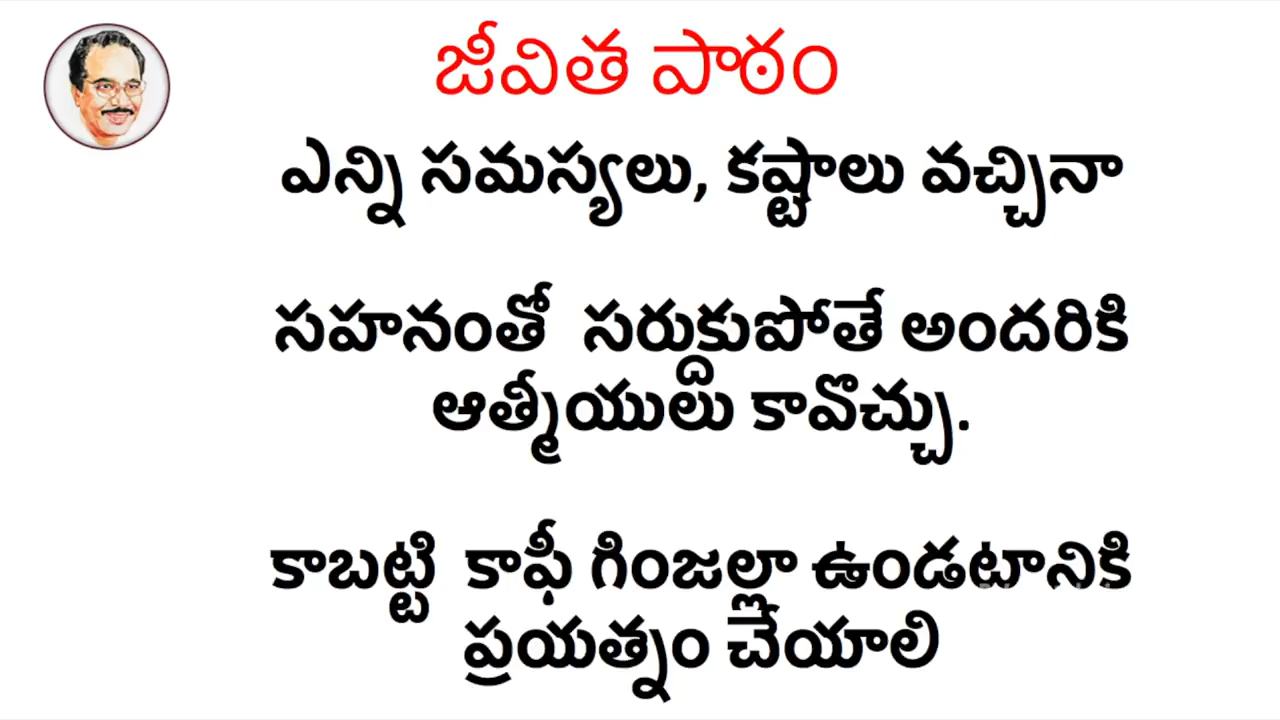 జీవిత పాఠం
ఎన్ని సమస్యలు, కష్టాలు వచ్చినా
సహనంతో సర్దుకుపోతే అందరికి
ఆత్మీయులు కావొచ్చు.
కాబట్టి కాఫీ గింజల్లా ఉండటానికి
ప్రయత్నం చేయాలి